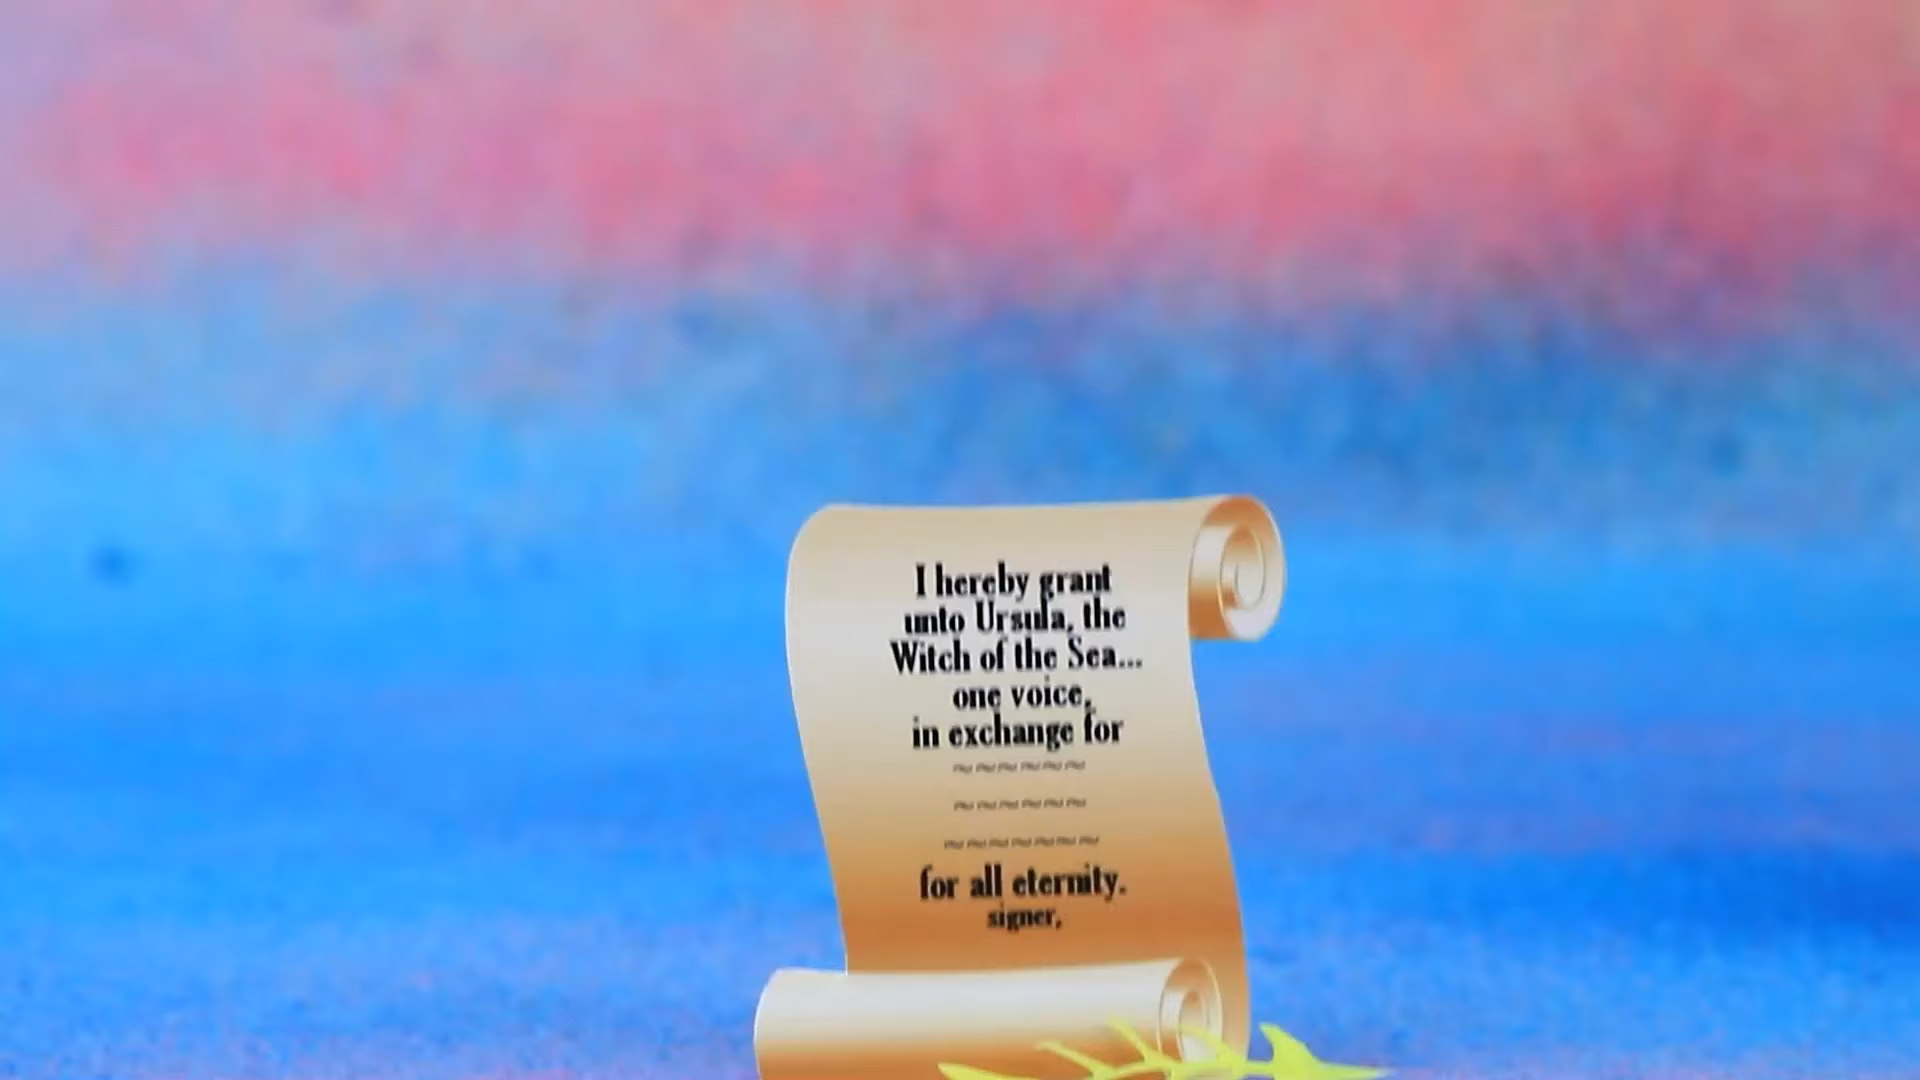 I hereby grant
unto Ursula, the
Witch of the Sea...
one voice,
in exchange for
~~~~~~
~~~~~~
~~~~~~~
for all eternity.
signer,